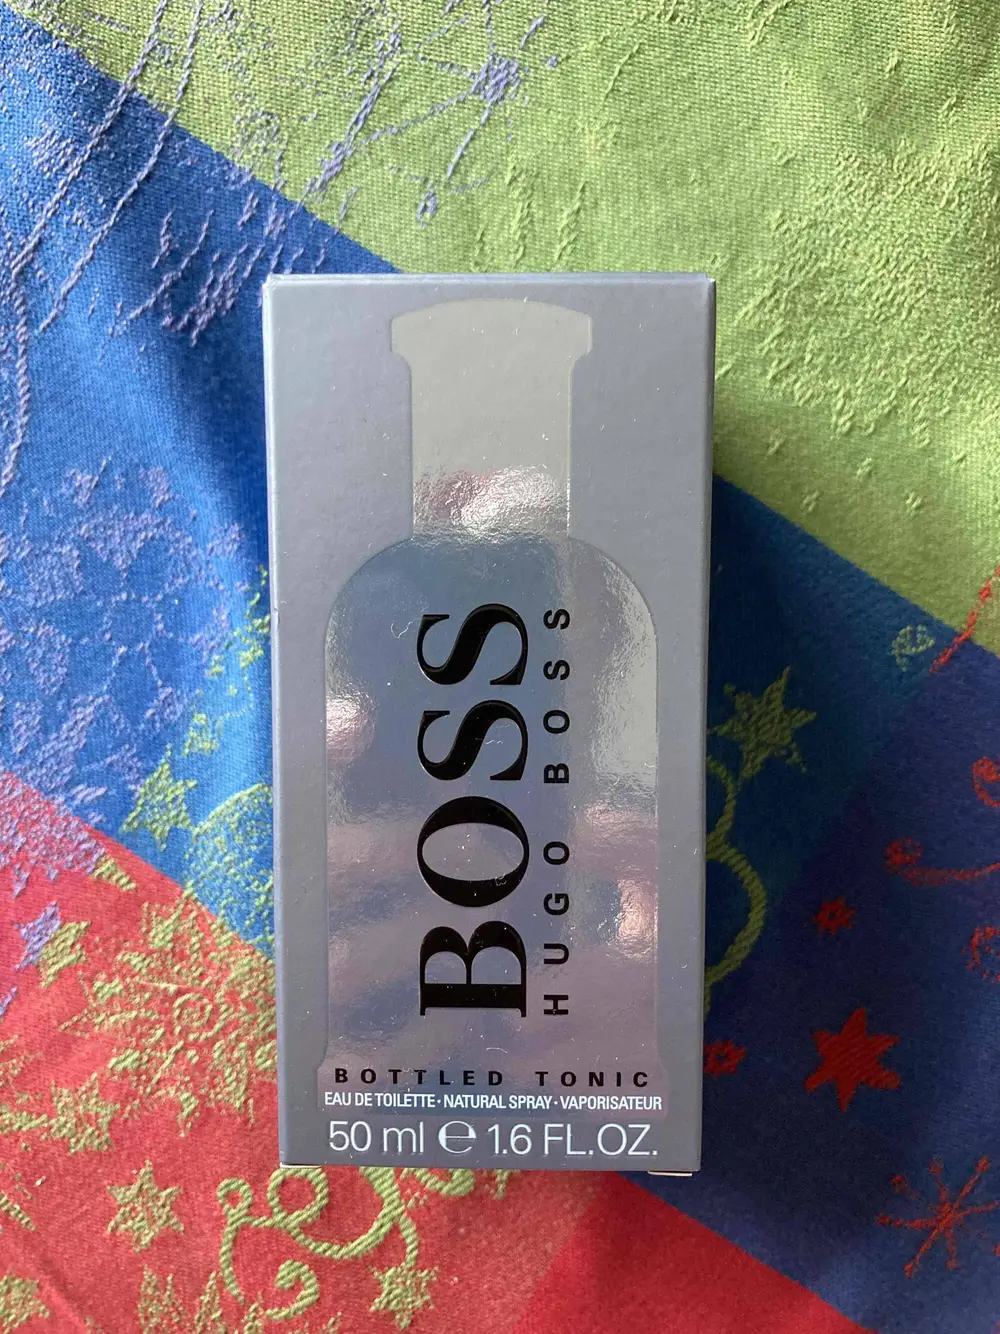 BOSS
HUGO BOSS
BOTTLED TONIC
EAU DE TOILETTE · NATURAL SPRAY · VAPORISATEUR
50 ml ℮ 1.6 FL.OZ.